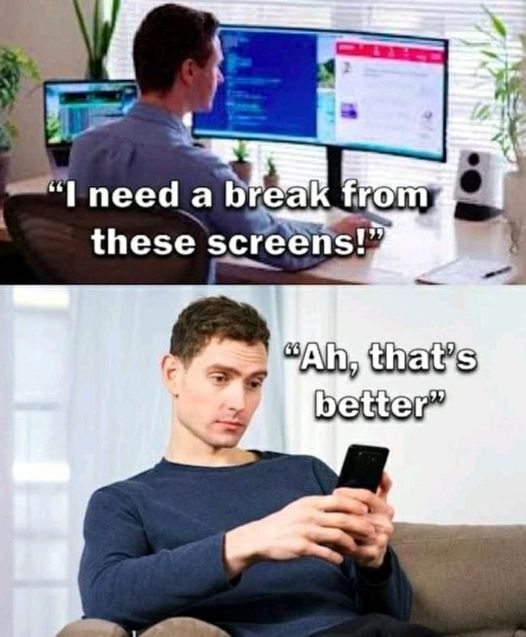 “I need a break from
these screens!”
“Ah, that’s
better”